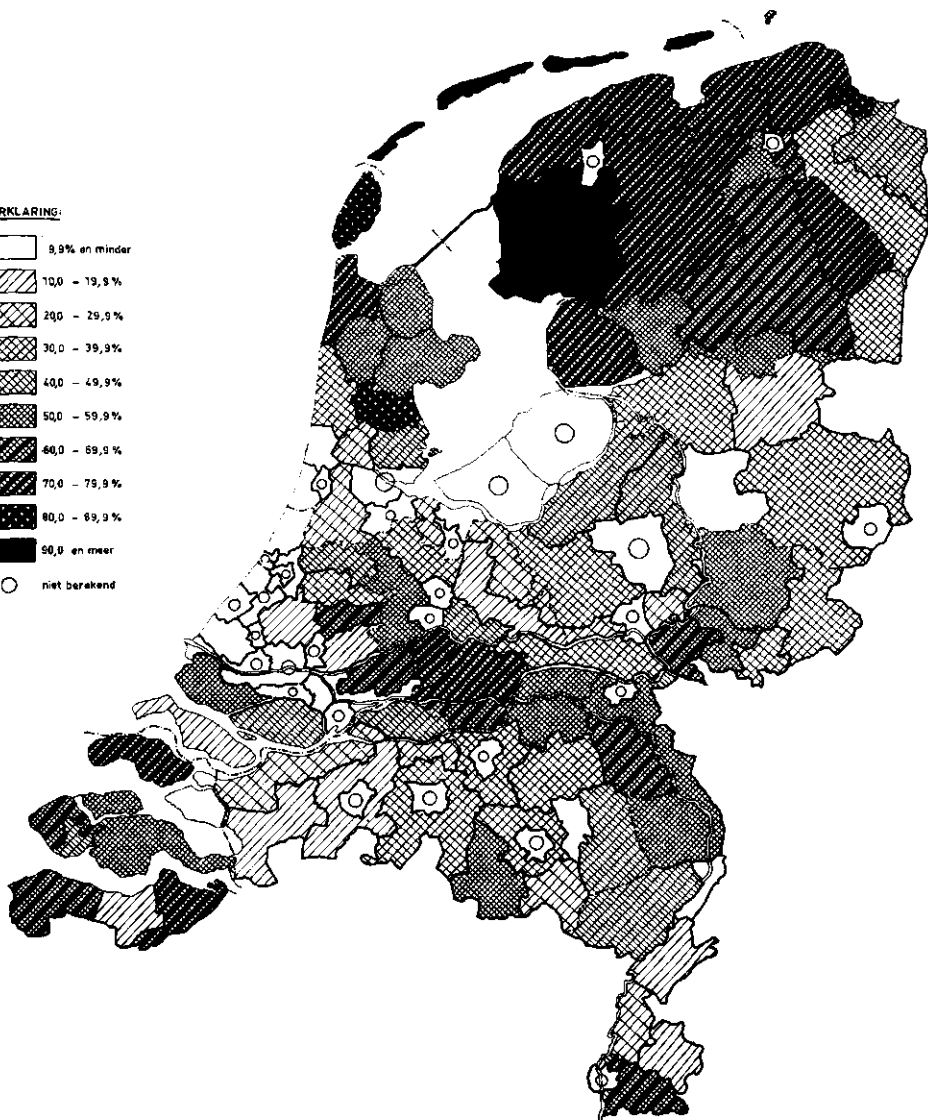 RKLARING:
9,9% en minder
10,0 - 19,9%
20,0 - 29,9%
30,0 - 39,9%
40,0 - 49,9%
50,0 - 59,9%
60,0 - 69,9%
70,0 - 79,9%
80,0 - 89,9%
90,0 en meer
niet berekend